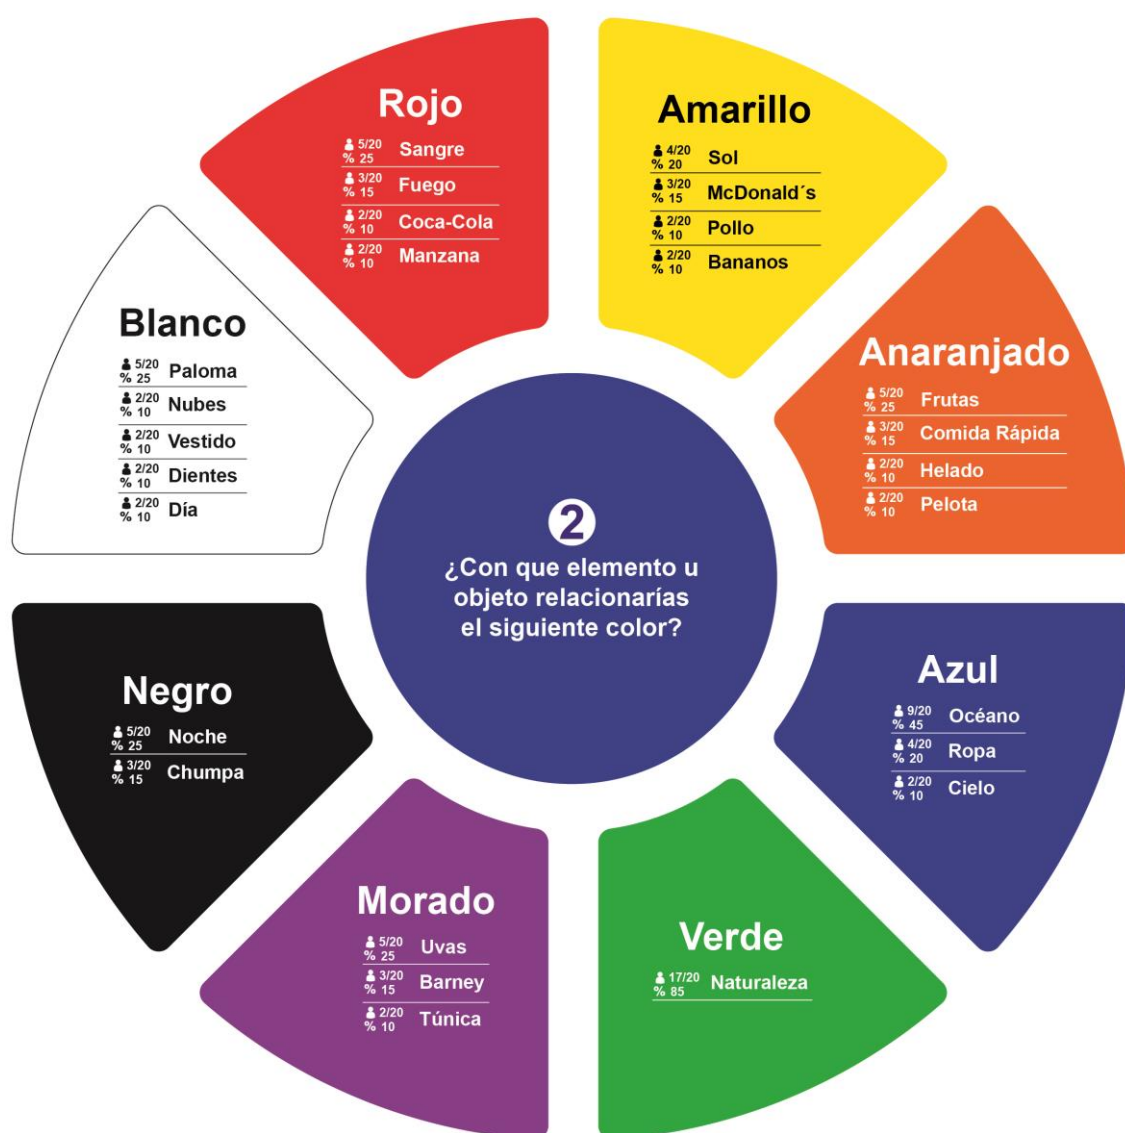 Rojo
5/20
% 25 Sangre
3/20
% 15 Fuego
2/20
% 10 Coca-Cola
2/20
% 10 Manzana
Amarillo
4/20
% 20 Sol
3/20
% 15 McDonald´s
2/20
% 10 Pollo
2/20
% 10 Bananos
Anaranjado
5/20
% 25 Frutas
3/20
% 15 Comida Rápida
2/20
% 10 Helado
2/20
% 10 Pelota
Azul
9/20
% 45 Océano
4/20
% 20 Ropa
2/20
% 10 Cielo
Verde
17/20
% 85 Naturaleza
Morado
5/20
% 25 Uvas
3/20
% 15 Barney
2/20
% 10 Túnica
Negro
5/20
% 25 Noche
3/20
% 15 Chumpa
Blanco
5/20
% 25 Paloma
2/20
% 10 Nubes
2/20
% 10 Vestido
2/20
% 10 Dientes
2/20
% 10 Día
2
¿Con que elemento u
objeto relacionarías
el siguiente color?